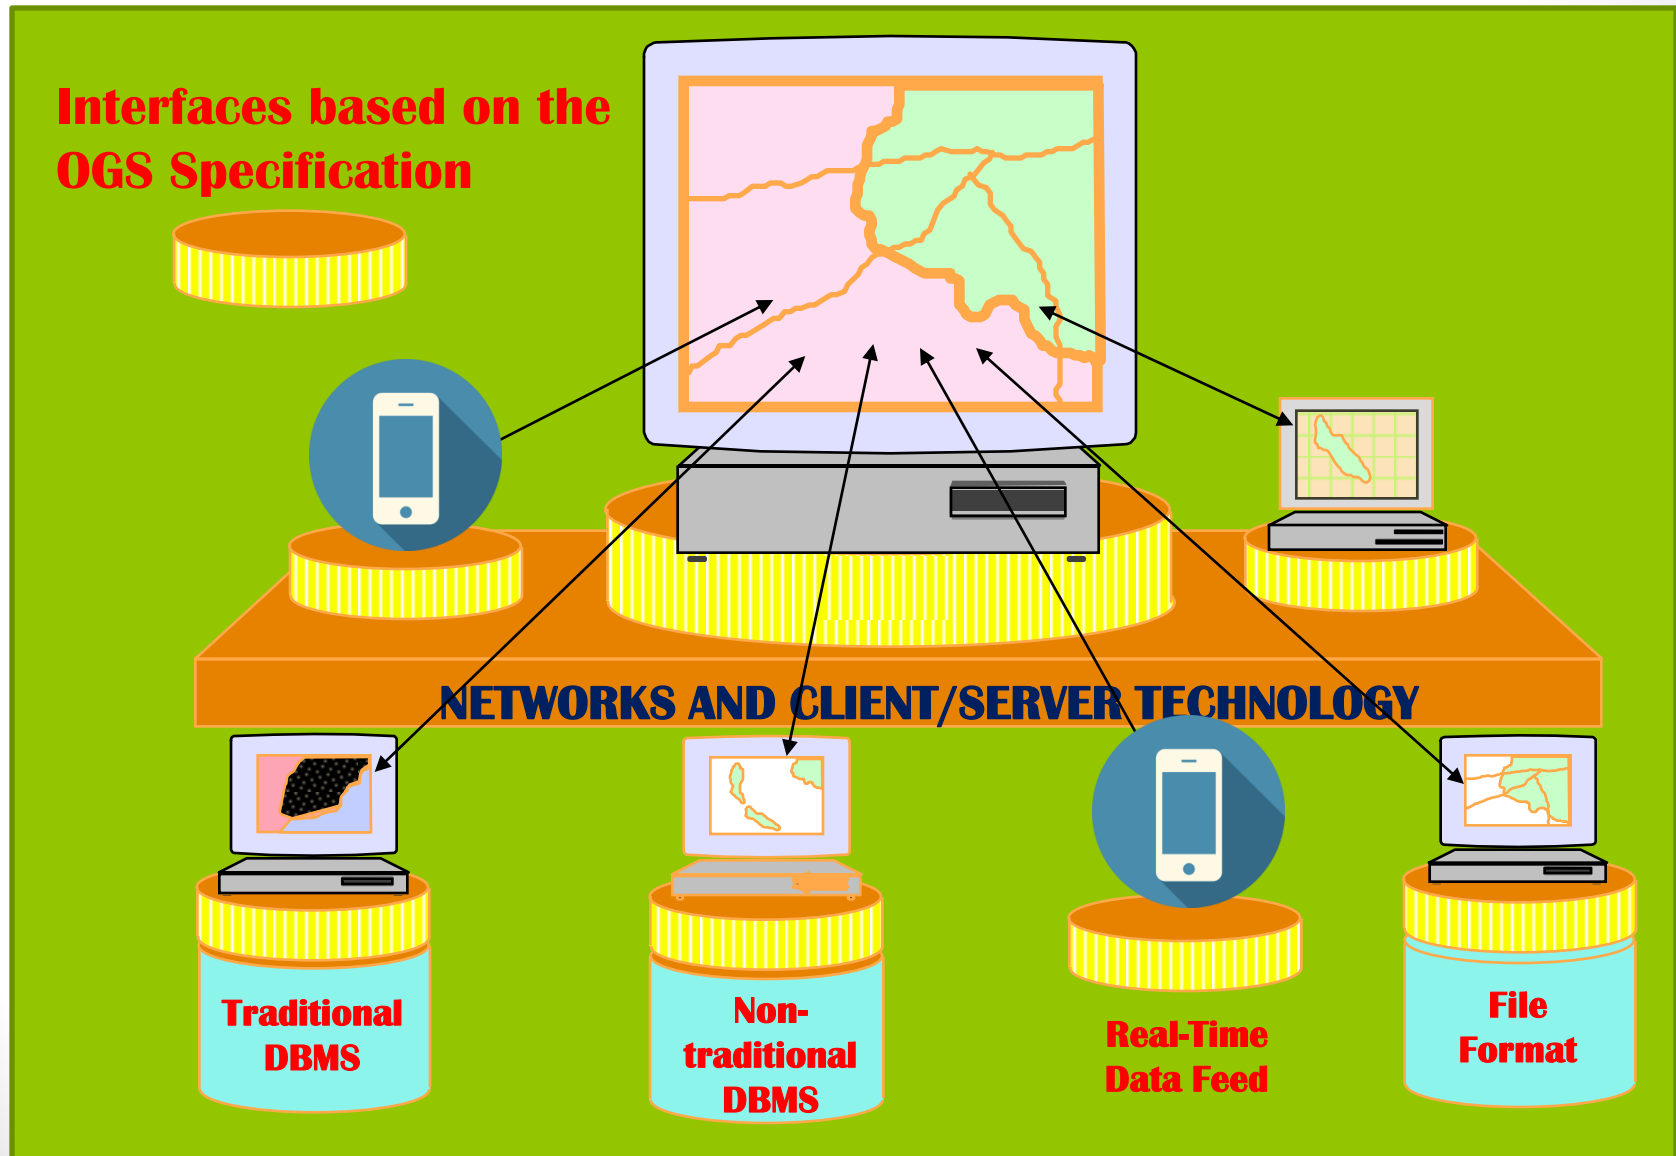 Interfaces based on the
OGS Specification
NETWORKS AND CLIENT/SERVER TECHNOLOGY
Traditional
DBMS
Non-
traditional
DBMS
Real-Time
Data Feed
File
Format